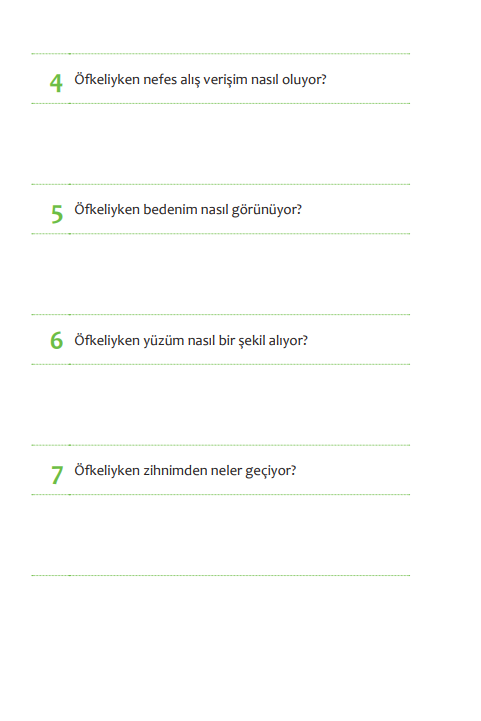 4 Öfkeliyken nefes alış verişim nasıl oluyor?
5 Öfkeliyken bedenim nasıl görünüyor?
6 Öfkeliyken yüzüm nasıl bir şekil alıyor?
7 Öfkeliyken zihnimden neler geçiyor?